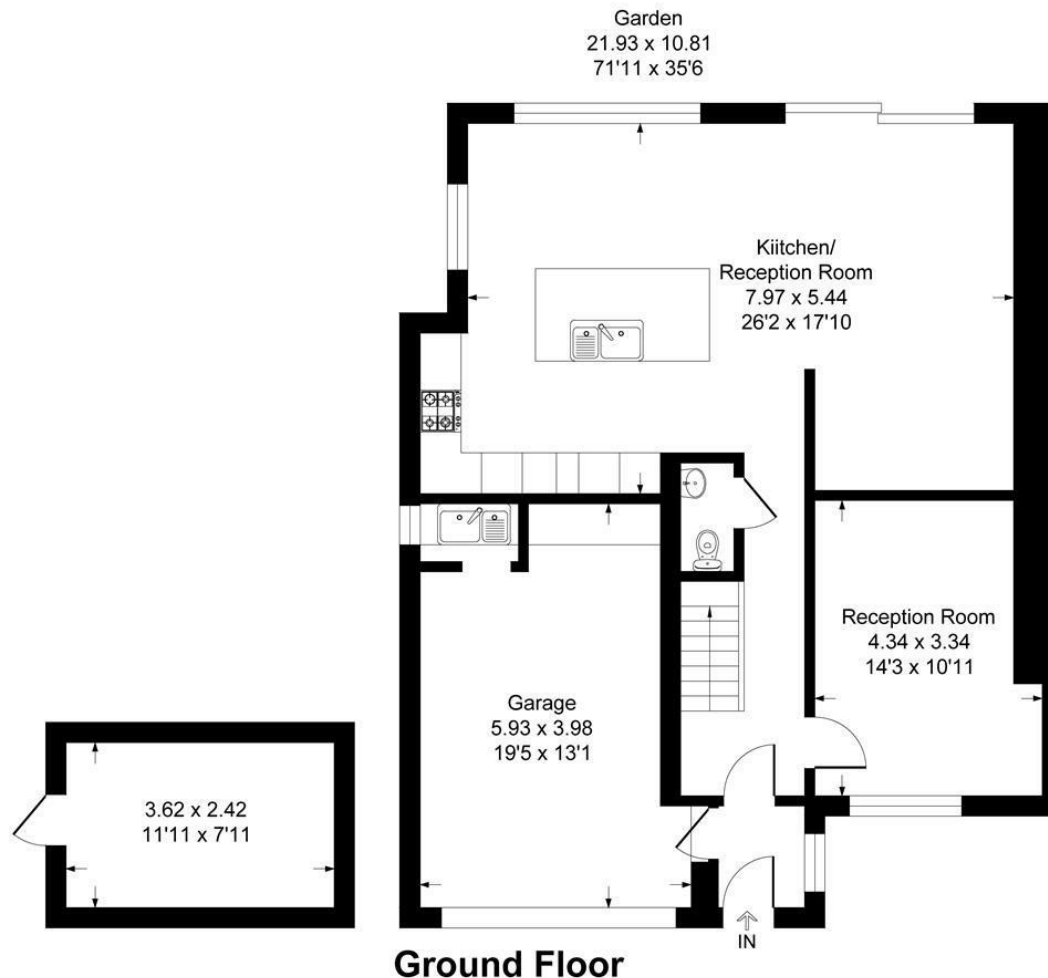 Garden
21.93 x 10.81
71'11 x 35'6
Kiitchen/
Reception Room
7.97 x 5.44
26'2 x 17'10
Reception Room
4.34 x 3.34
14'3 x 10'11
Garage
5.93 x 3.98
19'5 x 13'1
3.62 x 2.42
11'11 x 7'11
IN
Ground Floor